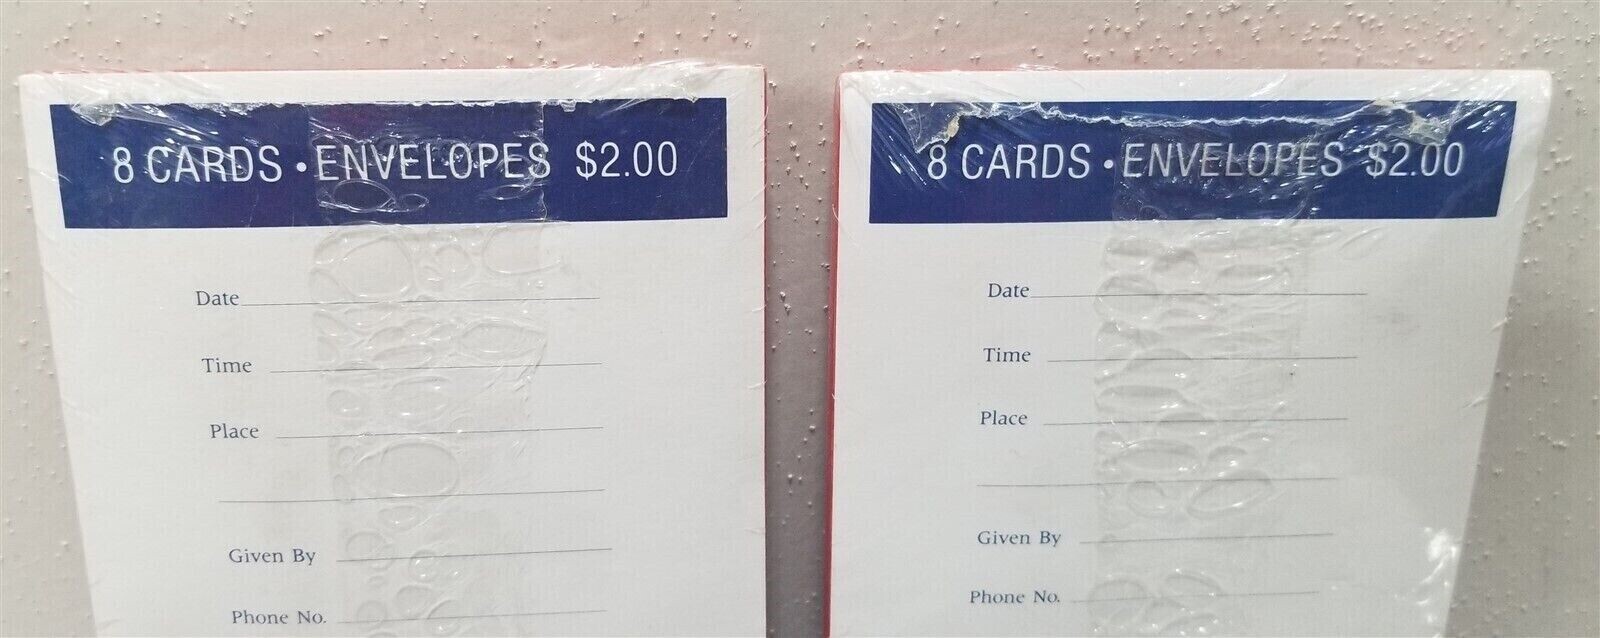 8 CARDS • ENVELOPES $2.00
Date
Time
Place
Given By
Phone No.
8 CARDS • ENVELOPES $2.00
Date
Time
Place
Given By
Phone No.